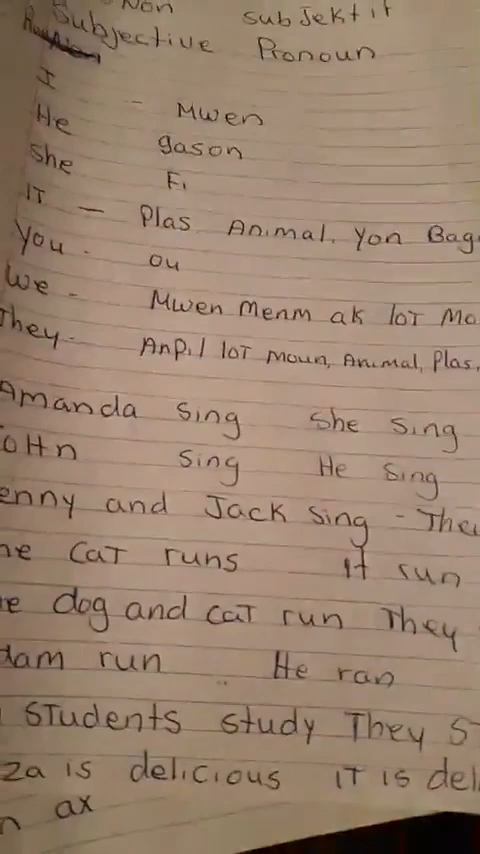 Non subjektif
Subjective Pronoun
I - Mwen
He gason
She Fi
IT - Plas Animal, Yon Bag
You - ou
We - Mwen menm ak lot Mo
They - Anpil lot moun, Animal, Plas,
Amanda sing She sing
John sing He sing
enny and Jack sing - The
he cat runs It run
e dog and cat run They
dam run He ran
students study They st
za is delicious it is del
n ax